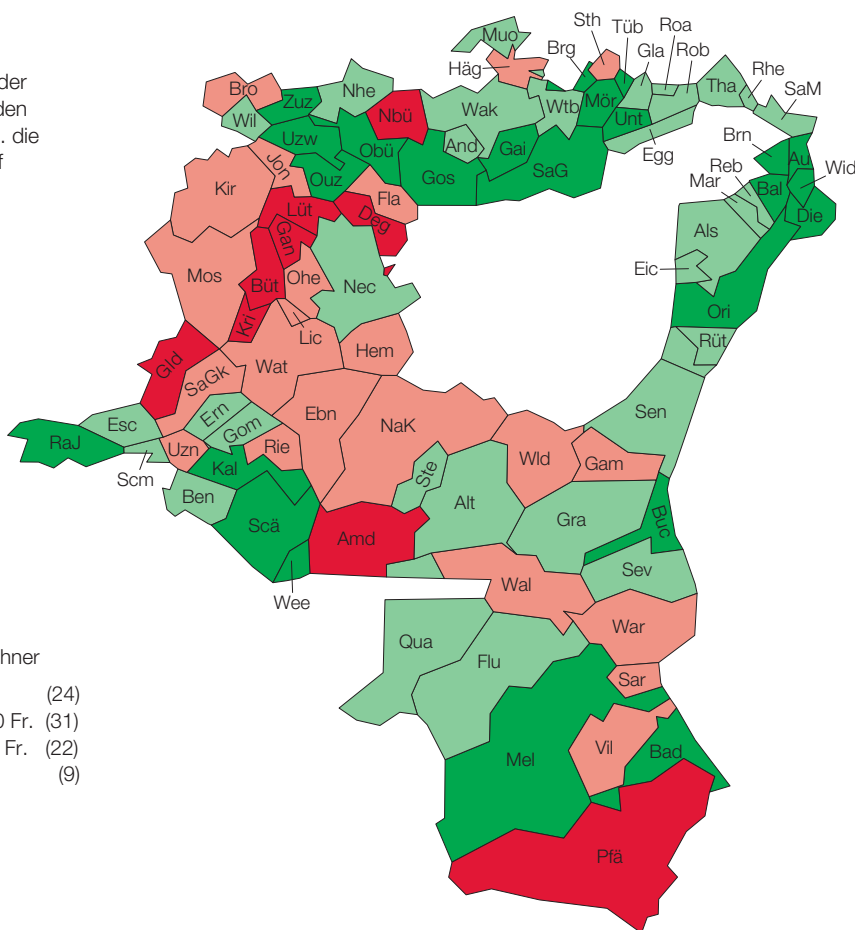 der
den
. die
f
Bro
Wil
Zuz
Nhe
Nbü
Muo
Häg
Wak
And
Brg
Sth
Tüb
Gla
Roa
Rob
Tha
Rhe
SaM
Wtb
Mör
Unt
Egg
Uzw
Obü
Ouz
Gos
Gai
SaG
Brn
Au
Wid
Bal
Die
Reb
Mar
Als
Eic
Ori
Rüt
Jon
Kir
Lüt
Gan
Deg
Fla
Mos
Büt
Ohe
Nec
Kri
Lic
Hem
Gld
SaGk
Wat
Sen
Ern
Gom
Ebn
NaK
Esc
RaJ
Scm
Uzn
Kal
Rie
Ben
Ste
Wld
Gam
Alt
Gra
Buc
Scä
Wee
Amd
Sev
Wal
War
Qua
Flu
Sar
Mel
Vil
Bad
Pfä
hner
(24)
0 Fr. (31)
Fr. (22)
(9)